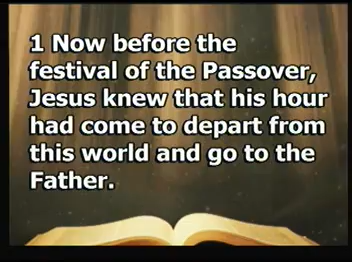 1 Now before the
festival of the Passover,
Jesus knew that his hour
had come to depart from
this world and go to the
Father.